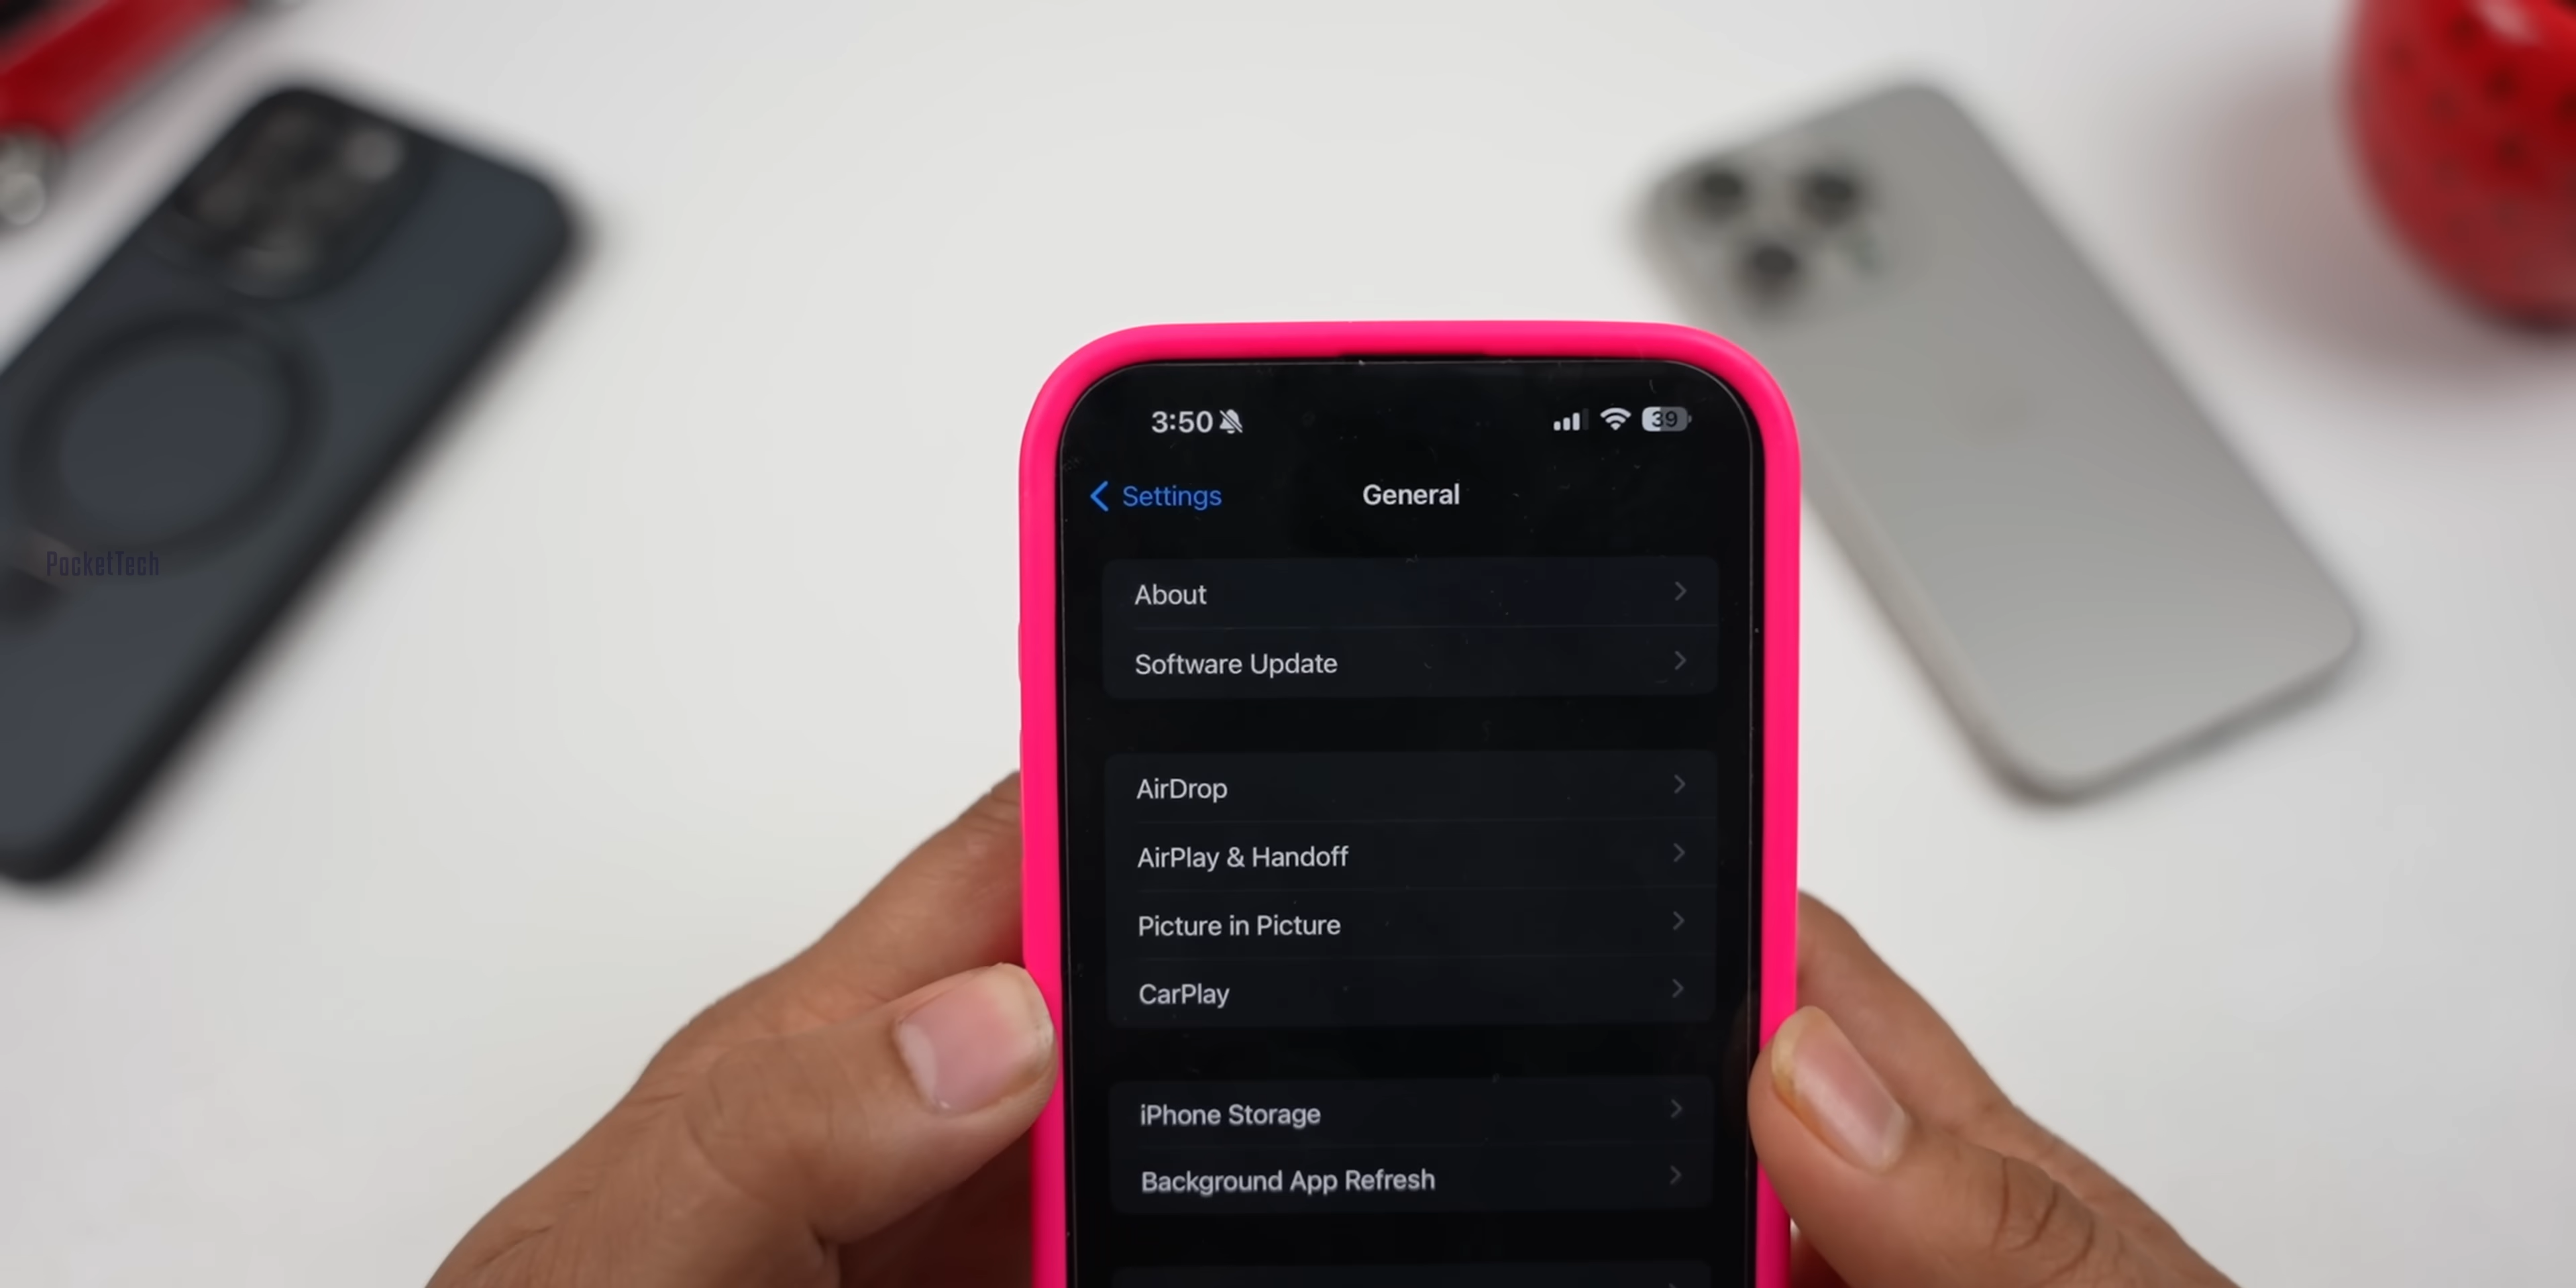 3:50
39
Settings
General
About
Software Update
AirDrop
AirPlay & Handoff
Picture in Picture
CarPlay
iPhone Storage
Background App Refresh
PocketTech